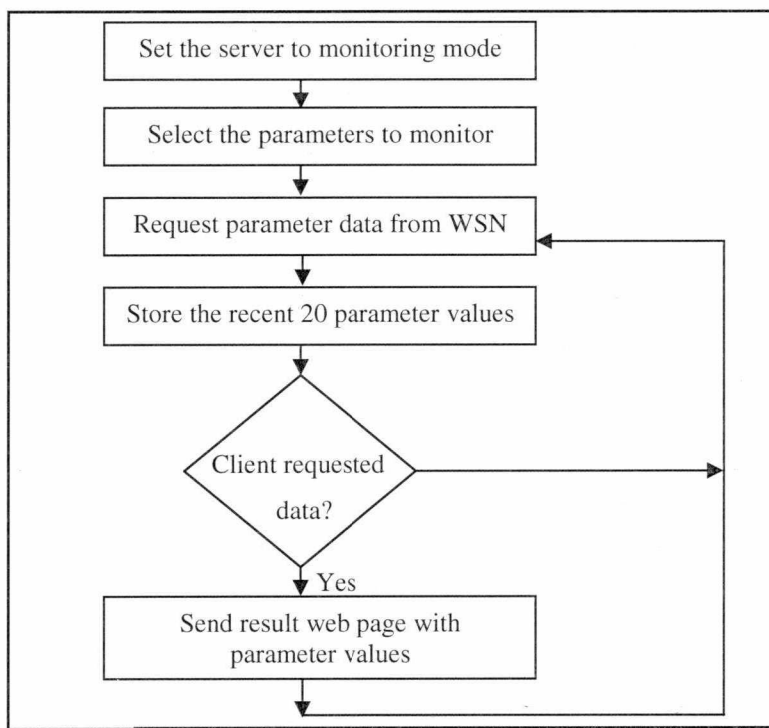 Set the server to monitoring mode
Select the parameters to monitor
Request parameter data from WSN
Store the recent 20 parameter values
Client requested
data?
Yes
Send result web page with
parameter values